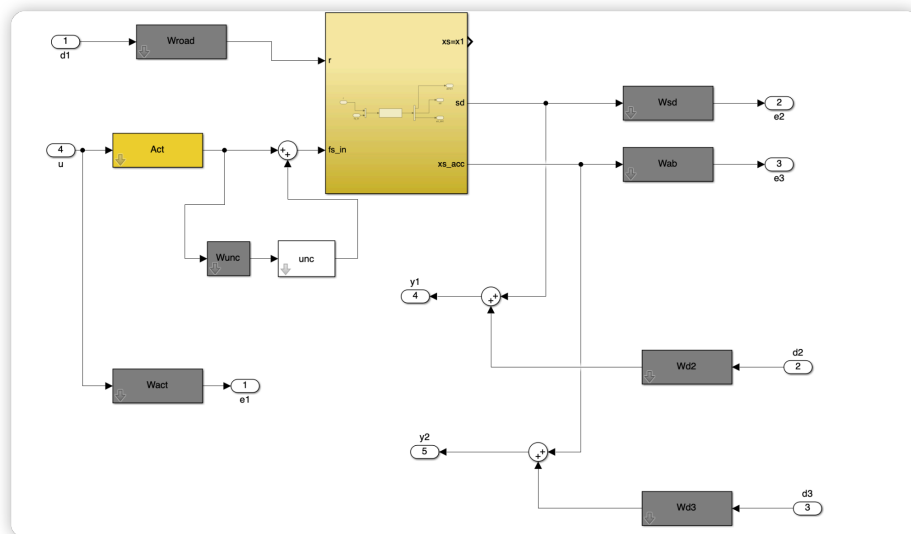 1
d1
Wroad
xs=x1
r
sd
fs_in
xs_acc
Wsd
2
e2
4
u
Act
+
+
Wab
3
e3
Wunc
unc
y1
4
+
+
d2
2
Wd2
Wact
1
e1
y2
5
+
+
d3
3
Wd3